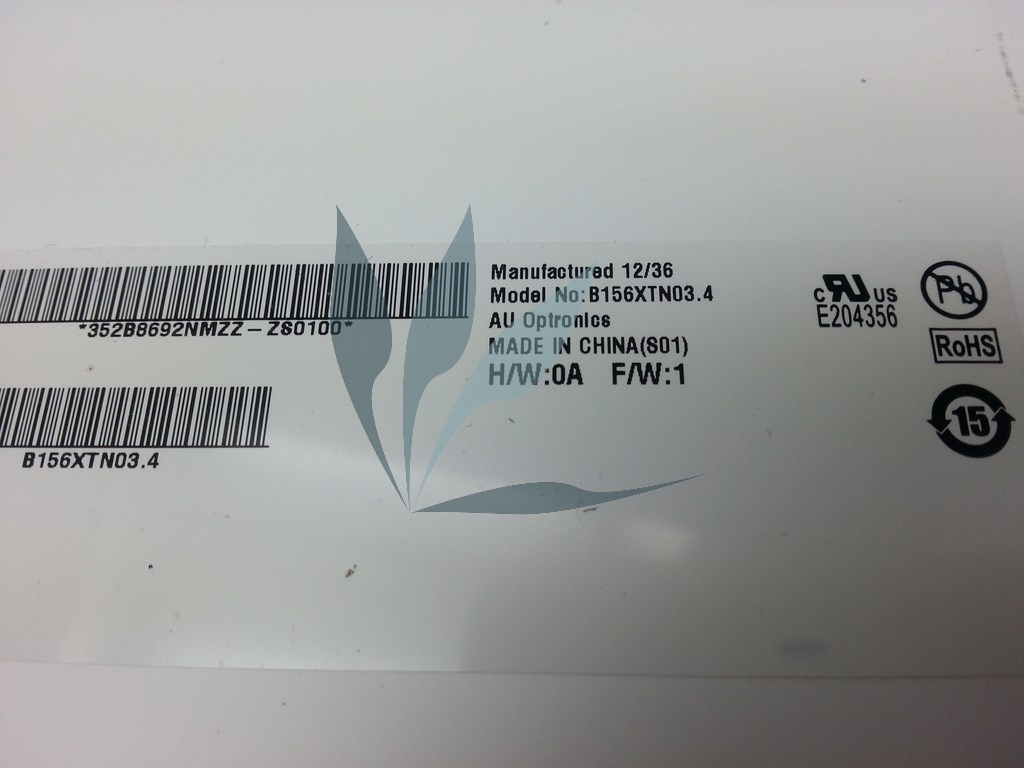 *352B8692NMZZ-ZS0100*
B156XTN03.4
Manufactured 12/36
Model No:B156XTN03.4
AU Optronics
MADE IN CHINA(S01)
H/W:0A F/W:1
c RU US
E204356
Pb
RoHS
15